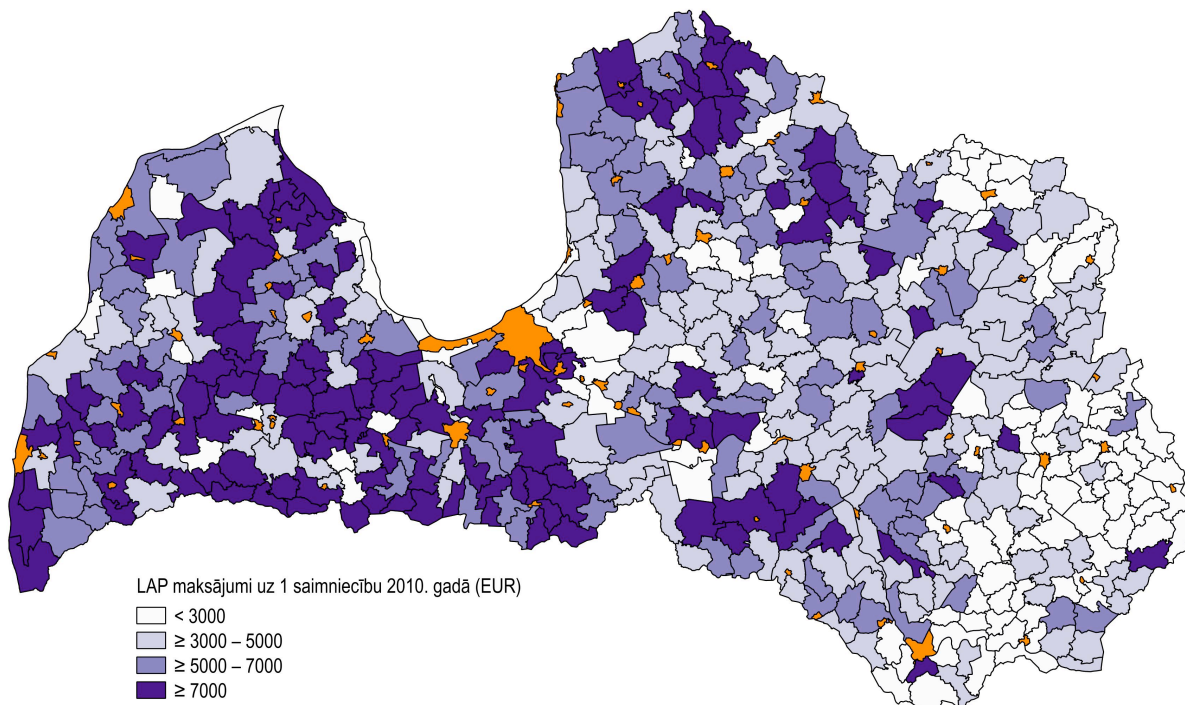 LAP maksājumi uz 1 saimniecību 2010. gadā (EUR)
< 3000
≥ 3000 – 5000
≥ 5000 – 7000
≥ 7000